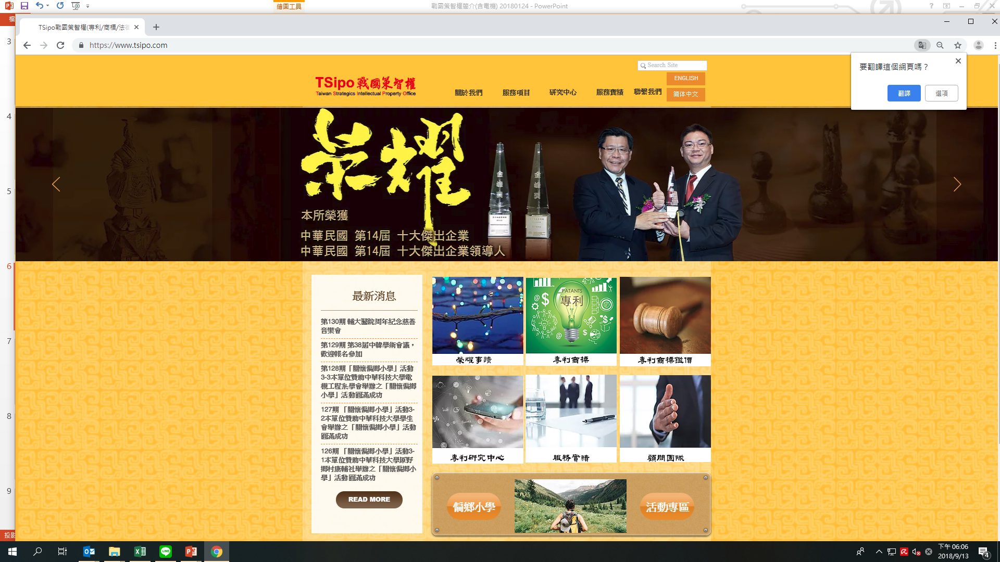 繪圖工具
戰國策智權簡介(含電機) 20180124 - PowerPoint
檔
TSipo戰國策智權(專利/商標/法律
https://www.tsipo.com
要翻譯這個網頁嗎？
翻譯
選項
Search Site
TSipo 戰國策智權
Taiwan Strategics Intellectual Property Office
關於我們
服務項目
研究中心
服務實績
聯繫我們
ENGLISH
简体中文
榮耀
金峰獎
金峰獎
本所榮獲
中華民國 第14屆 十大傑出企業
中華民國 第14屆 十大傑出企業領導人
最新消息
第130期 輔大醫院周年紀念慈善
音樂會
第129期 第38屆中韓學術會議，
歡迎報名參加
第128期「關懷偏鄉小學」活動
3-3本單位贊助中華科技大學電
機工程系學會舉辦之「關懷偏鄉
小學」活動圓滿成功
127期 「關懷偏鄉小學」活動3-
2本單位贊助中華科技大學學生
會舉辦之「關懷偏鄉小學」活動
圓滿成功
126期 「關懷偏鄉小學」活動3-
1本單位贊助中華科技大學原野
鄉村康輔社舉辦之「關懷偏鄉小
學」活動圓滿成功
READ MORE
榮耀事蹟
PATANTS
專利
專利商標
專利商標鑑價
專利研究中心
服務實績
顧問團隊
偏鄉小學
活動專區
3
4
5
6
7
8
9
投影
下午 06:06
2018/9/13
4